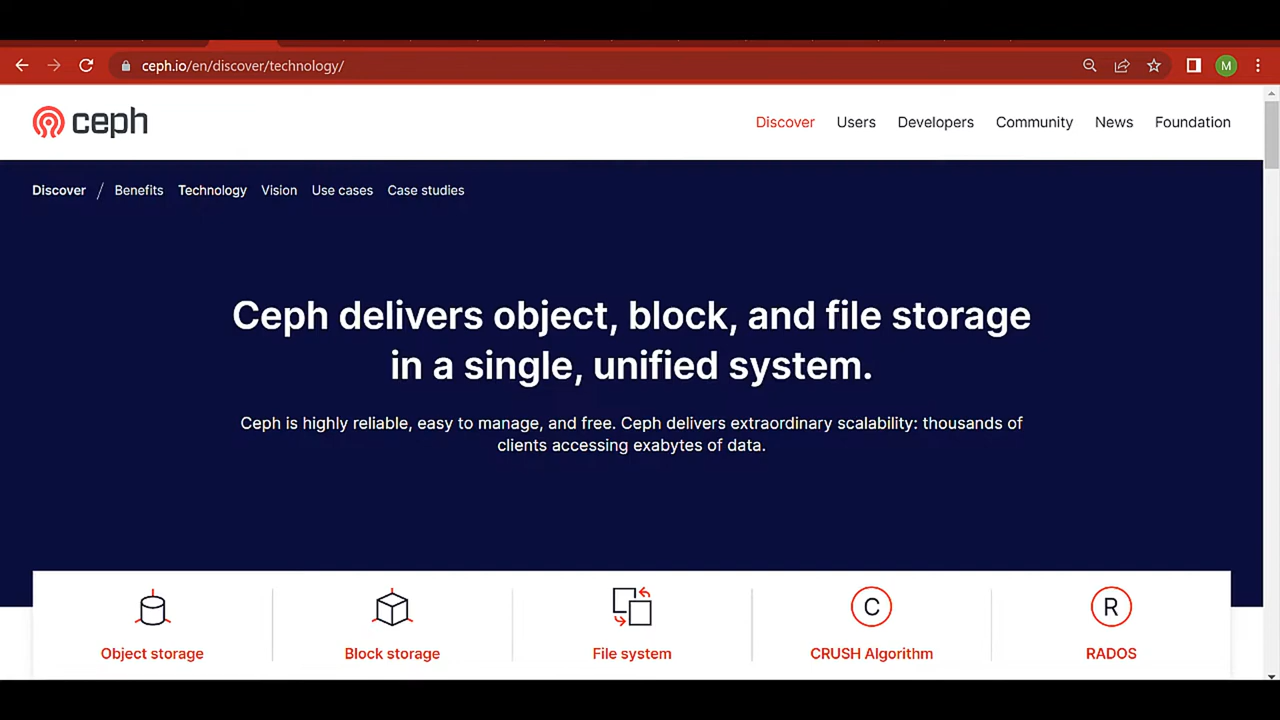 ceph.io/en/discover/technology/
M
ceph
Discover Users Developers Community News Foundation
Discover / Benefits Technology Vision Use cases Case studies
Ceph delivers object, block, and file storage
in a single, unified system.
Ceph is highly reliable, easy to manage, and free. Ceph delivers extraordinary scalability: thousands of
clients accessing exabytes of data.
C R
Object storage Block storage File system CRUSH Algorithm RADOS